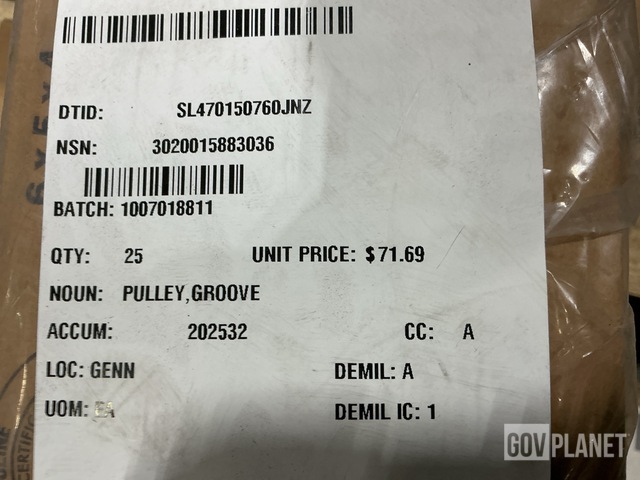 DTID: SL470150760JNZ
NSN: 3020015883036
BATCH: 1007018811
QTY: 25 UNIT PRICE: $71.69
NOUN: PULLEY,GROOVE
ACCUM: 202532 CC: A
LOC: GENN DEMIL: A
UOM: EA DEMIL IC: 1
GOVPLANET